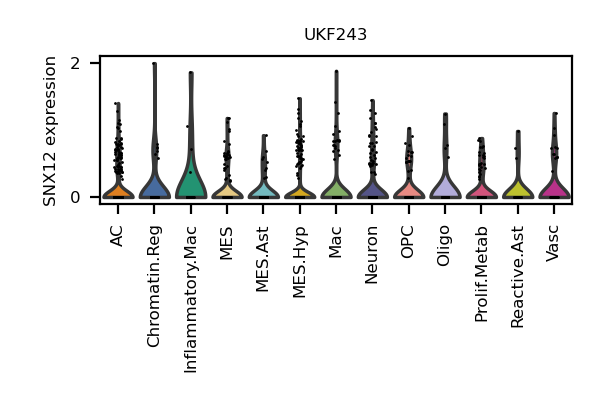 UKF243
SNX12 expression
2
0
AC
Chromatin.Reg
Inflammatory.Mac
MES
MES.Ast
MES.Hyp
Mac
Neuron
OPC
Oligo
Prolif.Metab
Reactive.Ast
Vasc